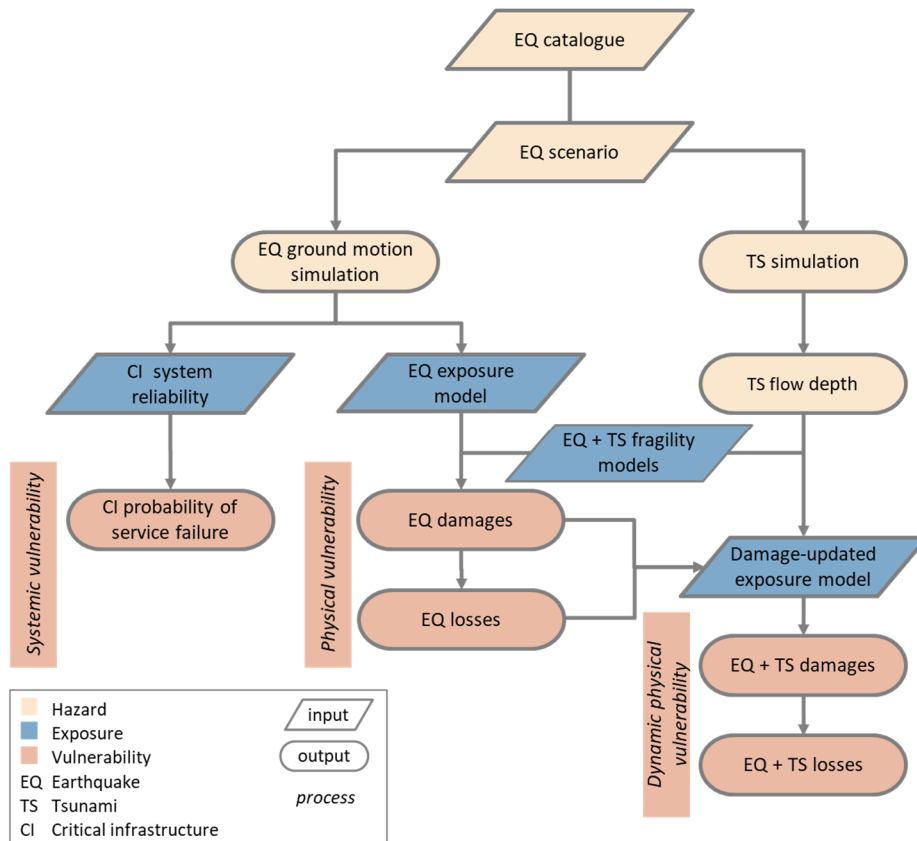 EQ catalogue
EQ scenario
EQ ground motion
simulation
TS simulation
CI system
reliability
EQ exposure
model
TS flow depth
EQ + TS fragility
models
Systemic vulnerability
CI probability of
service failure
Physical vulnerability
EQ damages
Damage-updated
exposure model
EQ losses
Dynamic physical
vulnerability
EQ + TS damages
EQ + TS losses
Hazard
Exposure
Vulnerability
EQ Earthquake
TS Tsunami
CI Critical infrastructure
input
output
process